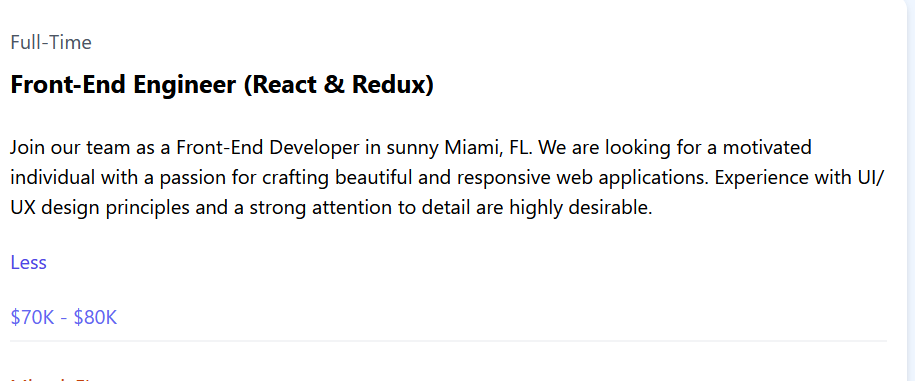 Full-Time
Front-End Engineer (React & Redux)
Join our team as a Front-End Developer in sunny Miami, FL. We are looking for a motivated
individual with a passion for crafting beautiful and responsive web applications. Experience with UI/
UX design principles and a strong attention to detail are highly desirable.
Less
$70K - $80K